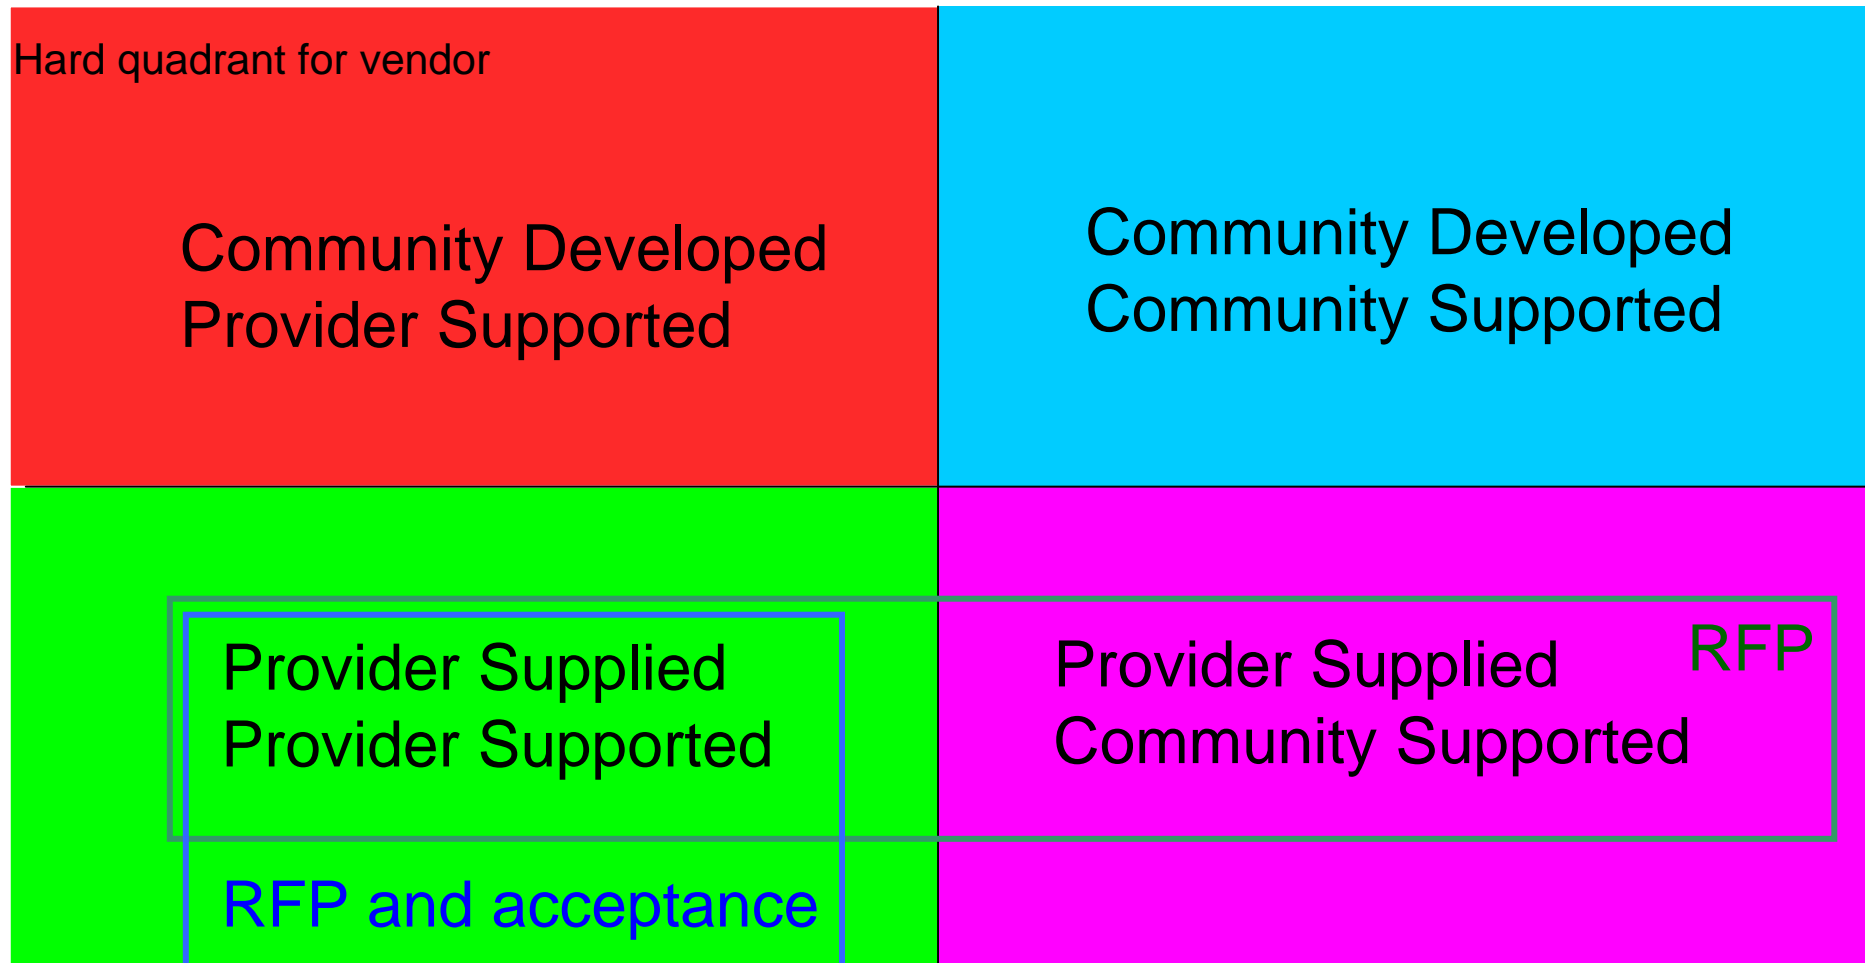 Hard quadrant for vendor
Community Developed
Provider Supported
Community Developed
Community Supported
Provider Supplied
Provider Supported
RFP and acceptance
Provider Supplied
Community Supported
RFP